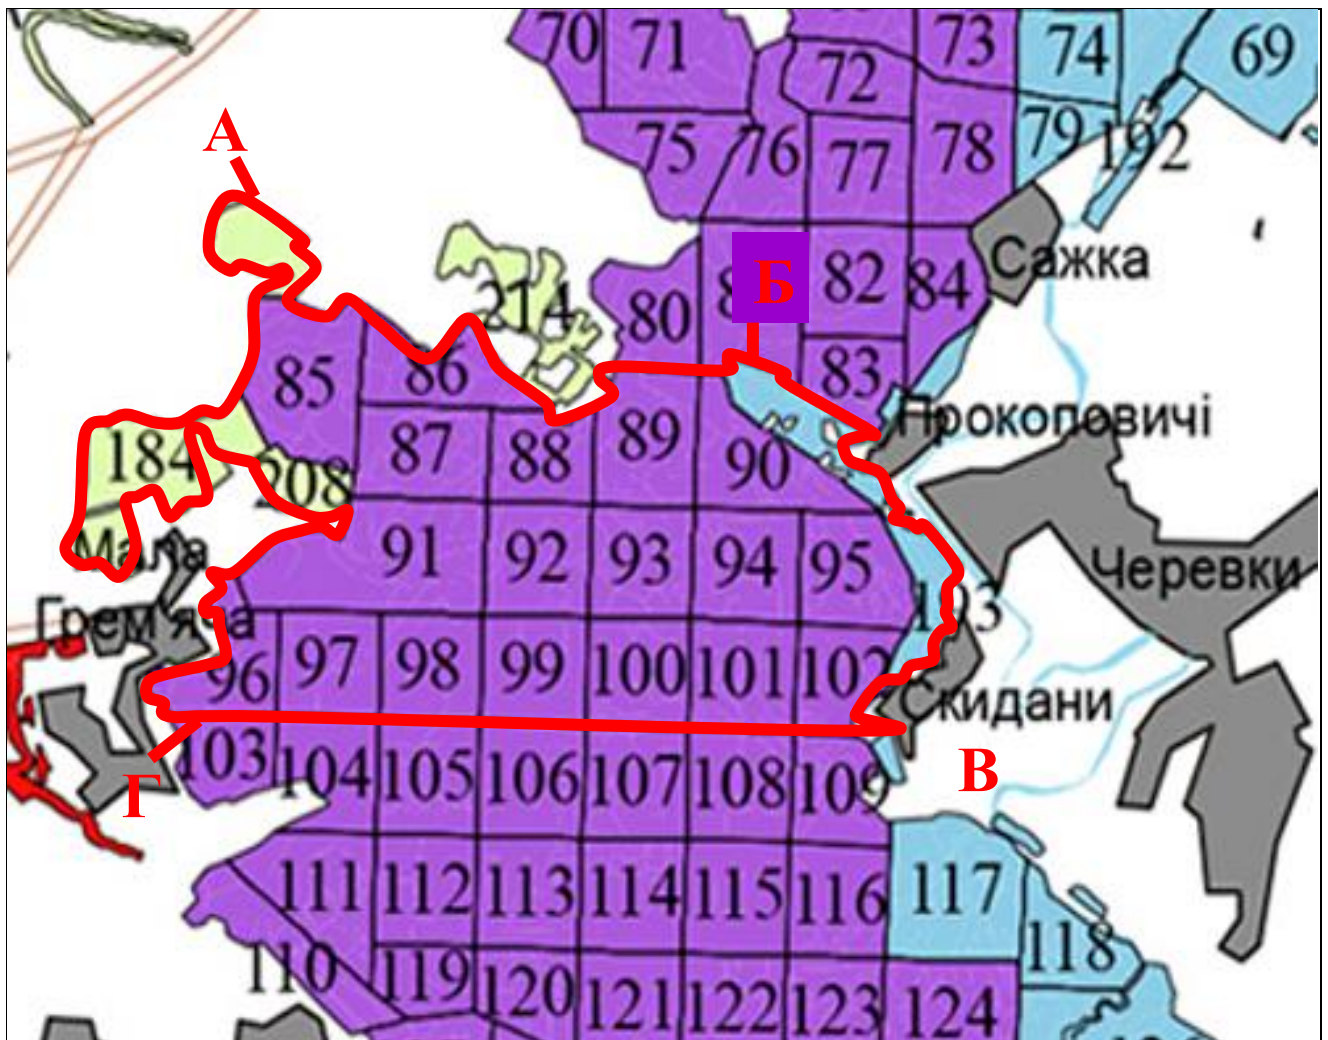 70 71 72 73 74 69
75 76 77 78 79 192
А
Сажка
214 80 8 Б 82 84
85 86 83
Прокоповичі
184 208 87 88 89 90
Мала
91 92 93 94 95
Черевки
Грем'яча
96 97 98 99 100 101 102
Скидани
103 104 105 106 107 108 109
Г
В
111 112 113 114 115 116 117
118
110 119 120 121 122 123 124